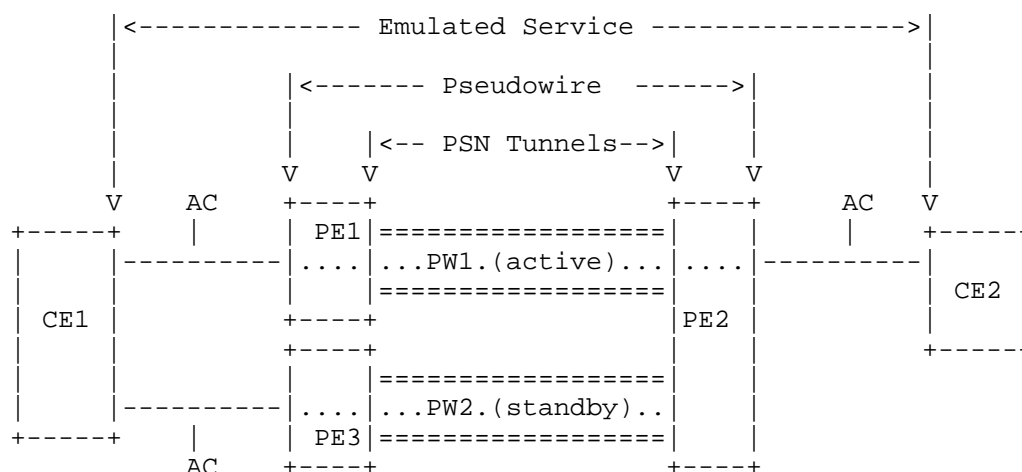 |<--------------- Emulated Service ---------------->|
|<------- Pseudowire ------>|
|<-- PSN Tunnels-->|
V V V V
V AC +----+ +----+ AC V
+-----+ | | PE1|==================| | | +-----
| |----------|....|...PW1.(active)...|....|----------| |
| | | |==================| | | CE2
| CE1 | +----+ |PE2 | | |
| | +----+ | | +-----
| | | |==================| |
| |----------|....|...PW2.(standby)..| |
+-----+ | | PE3|==================| |
AC +----+ +----+